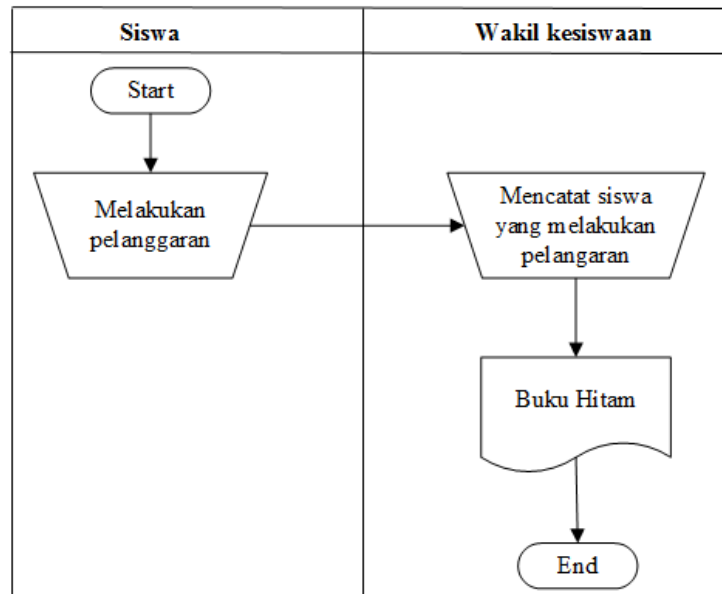 Siswa
Wakil kesiswaan
Start
Melakukan
pelanggaran
Mencatat siswa
yang melakukan
pelangaran
Buku Hitam
End